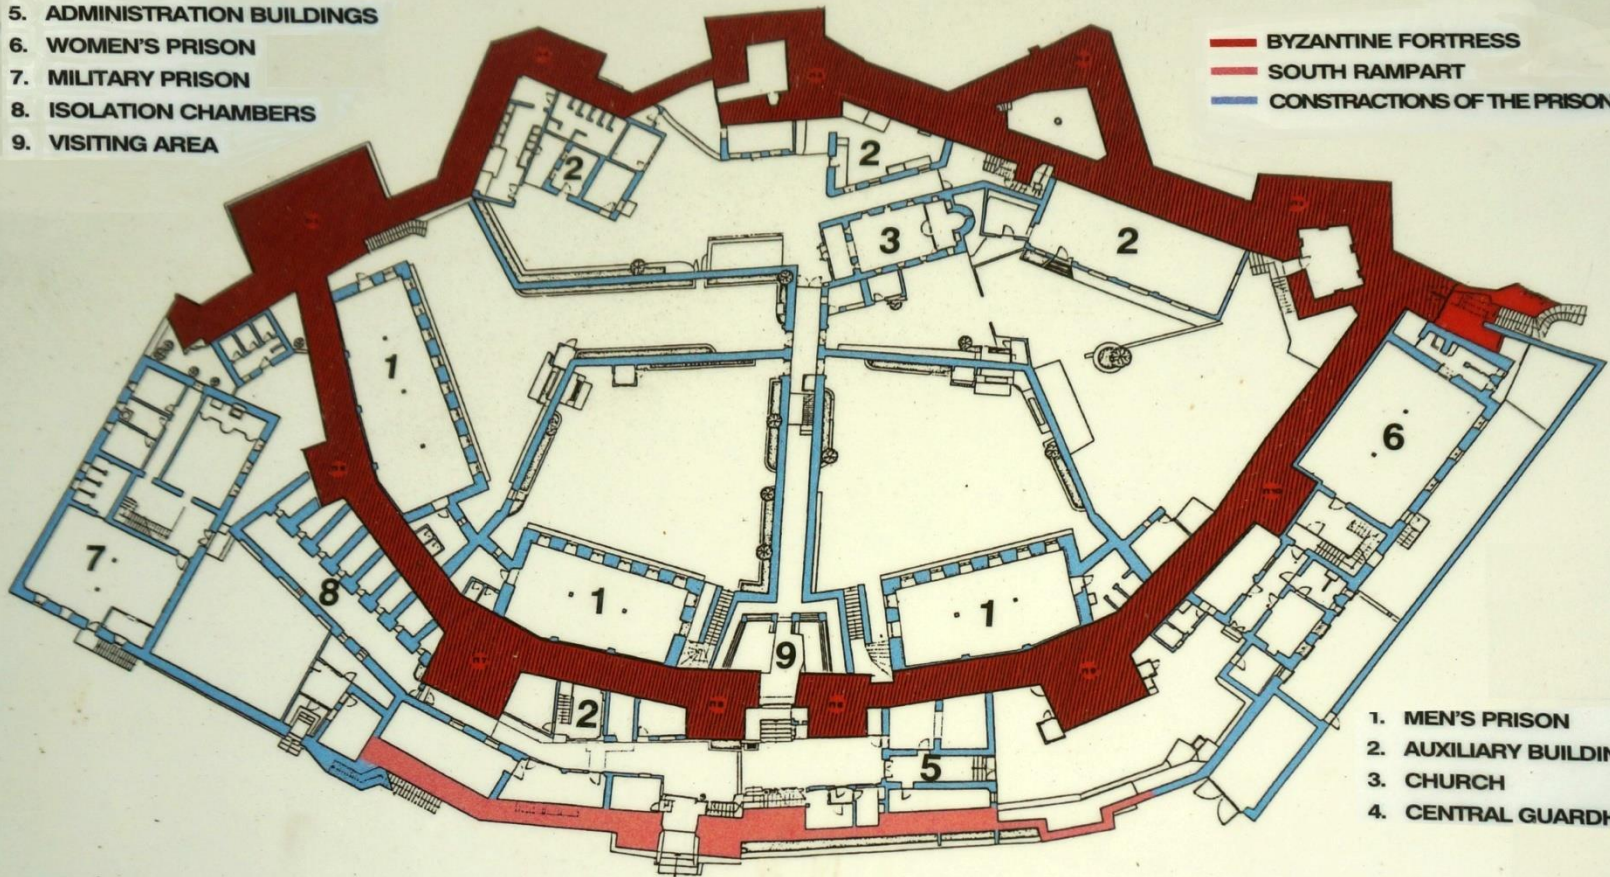 5. ADMINISTRATION BUILDINGS
6. WOMEN'S PRISON
7. MILITARY PRISON
8. ISOLATION CHAMBERS
9. VISITING AREA
BYZANTINE FORTRESS
SOUTH RAMPART
CONSTRACTIONS OF THE PRISON
2
2
3
2
1
6
7
8
1
1
9
2
5
1. MEN'S PRISON
2. AUXILIARY BUILDIN
3. CHURCH
4. CENTRAL GUARDH